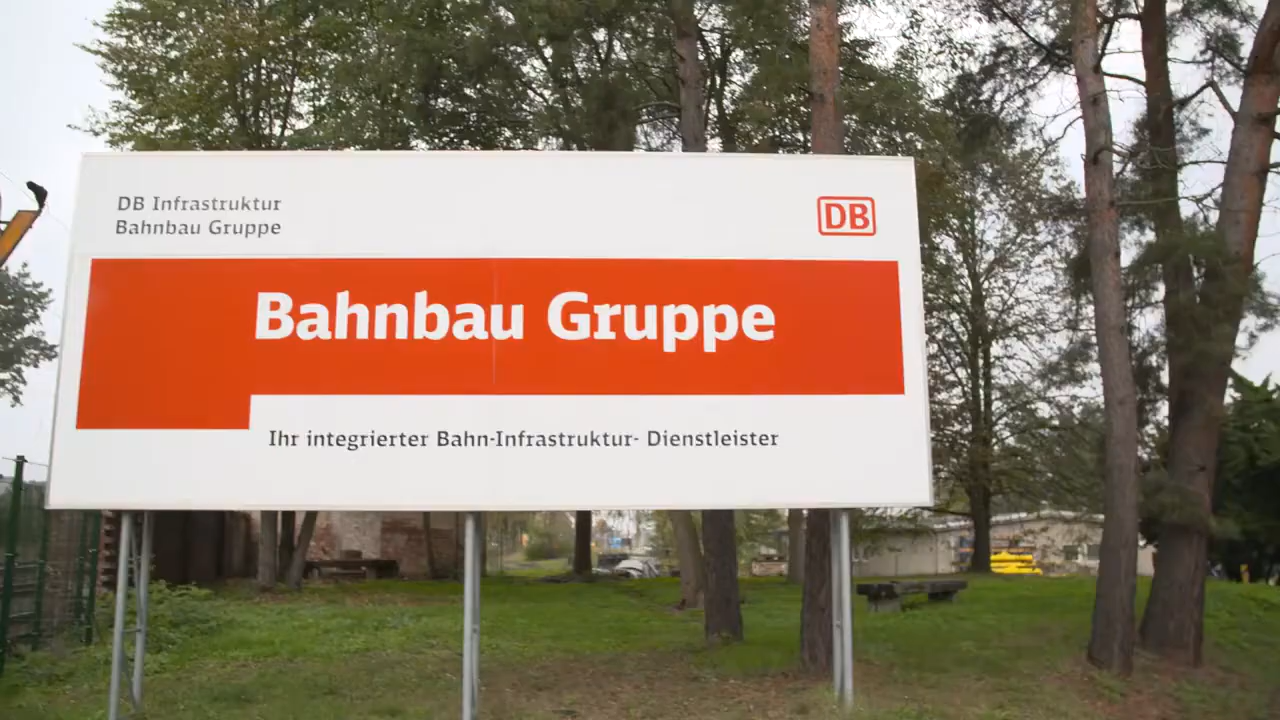 DB Infrastruktur
Bahnbau Gruppe
DB
Bahnbau Gruppe
Ihr integrierter Bahn-Infrastruktur- Dienstleister